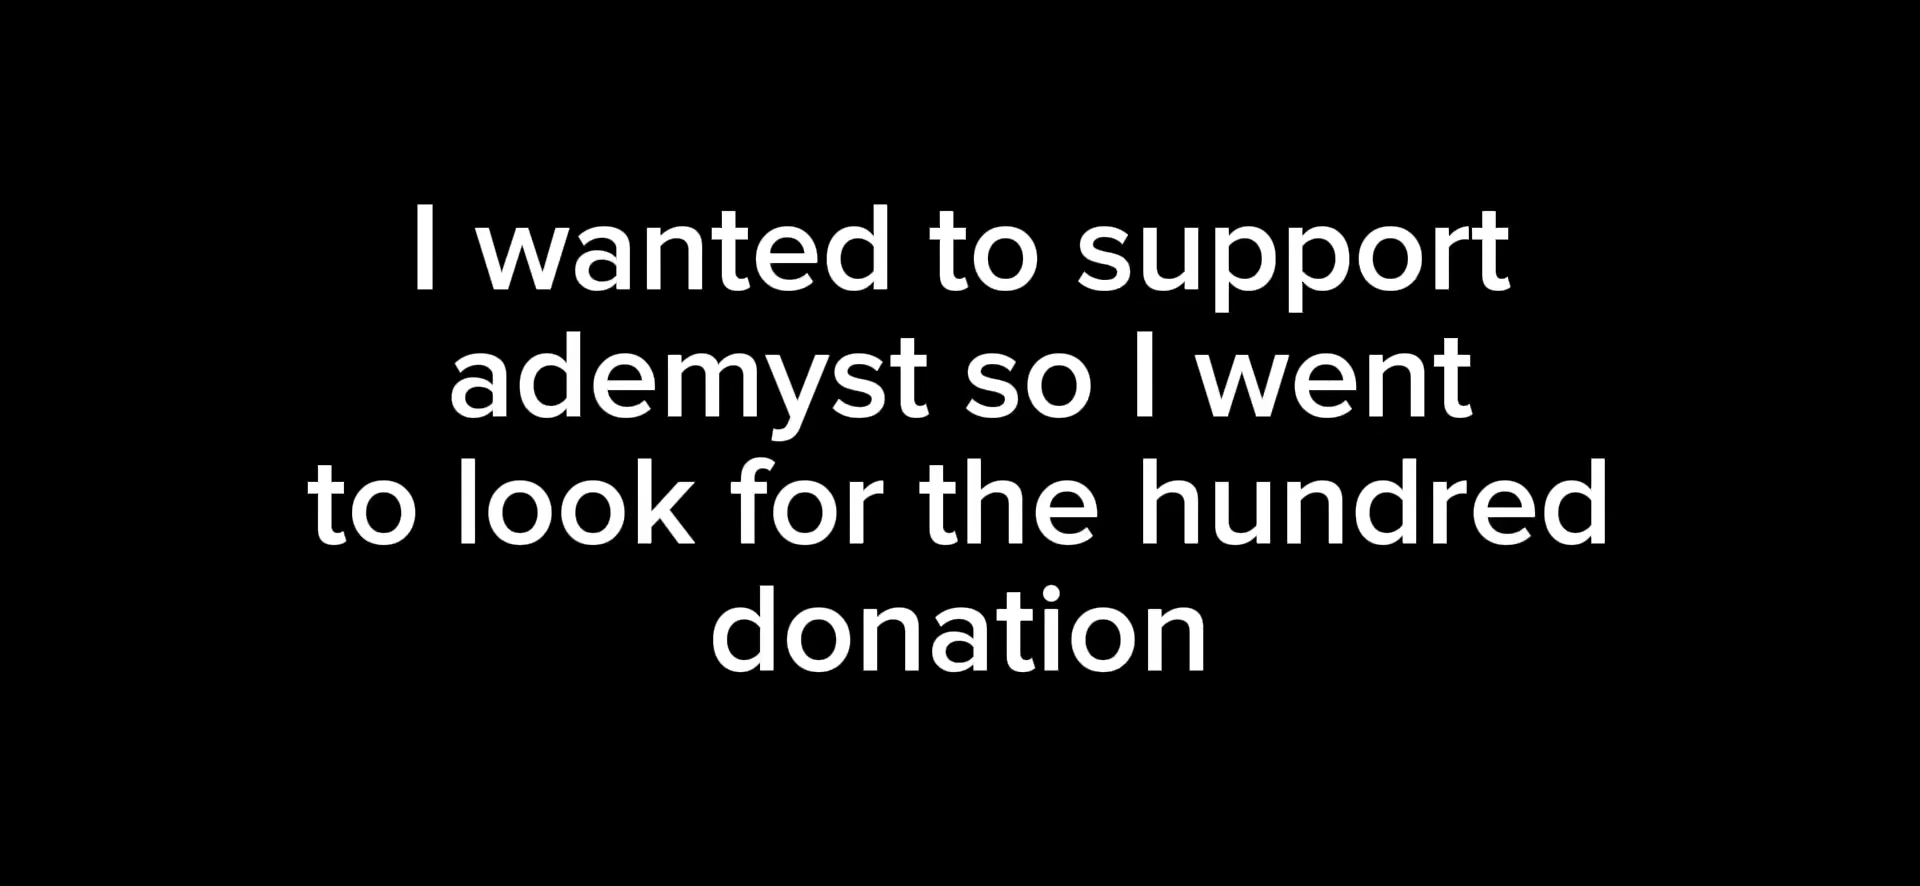 I wanted to support
ademyst so I went
to look for the hundred
donation